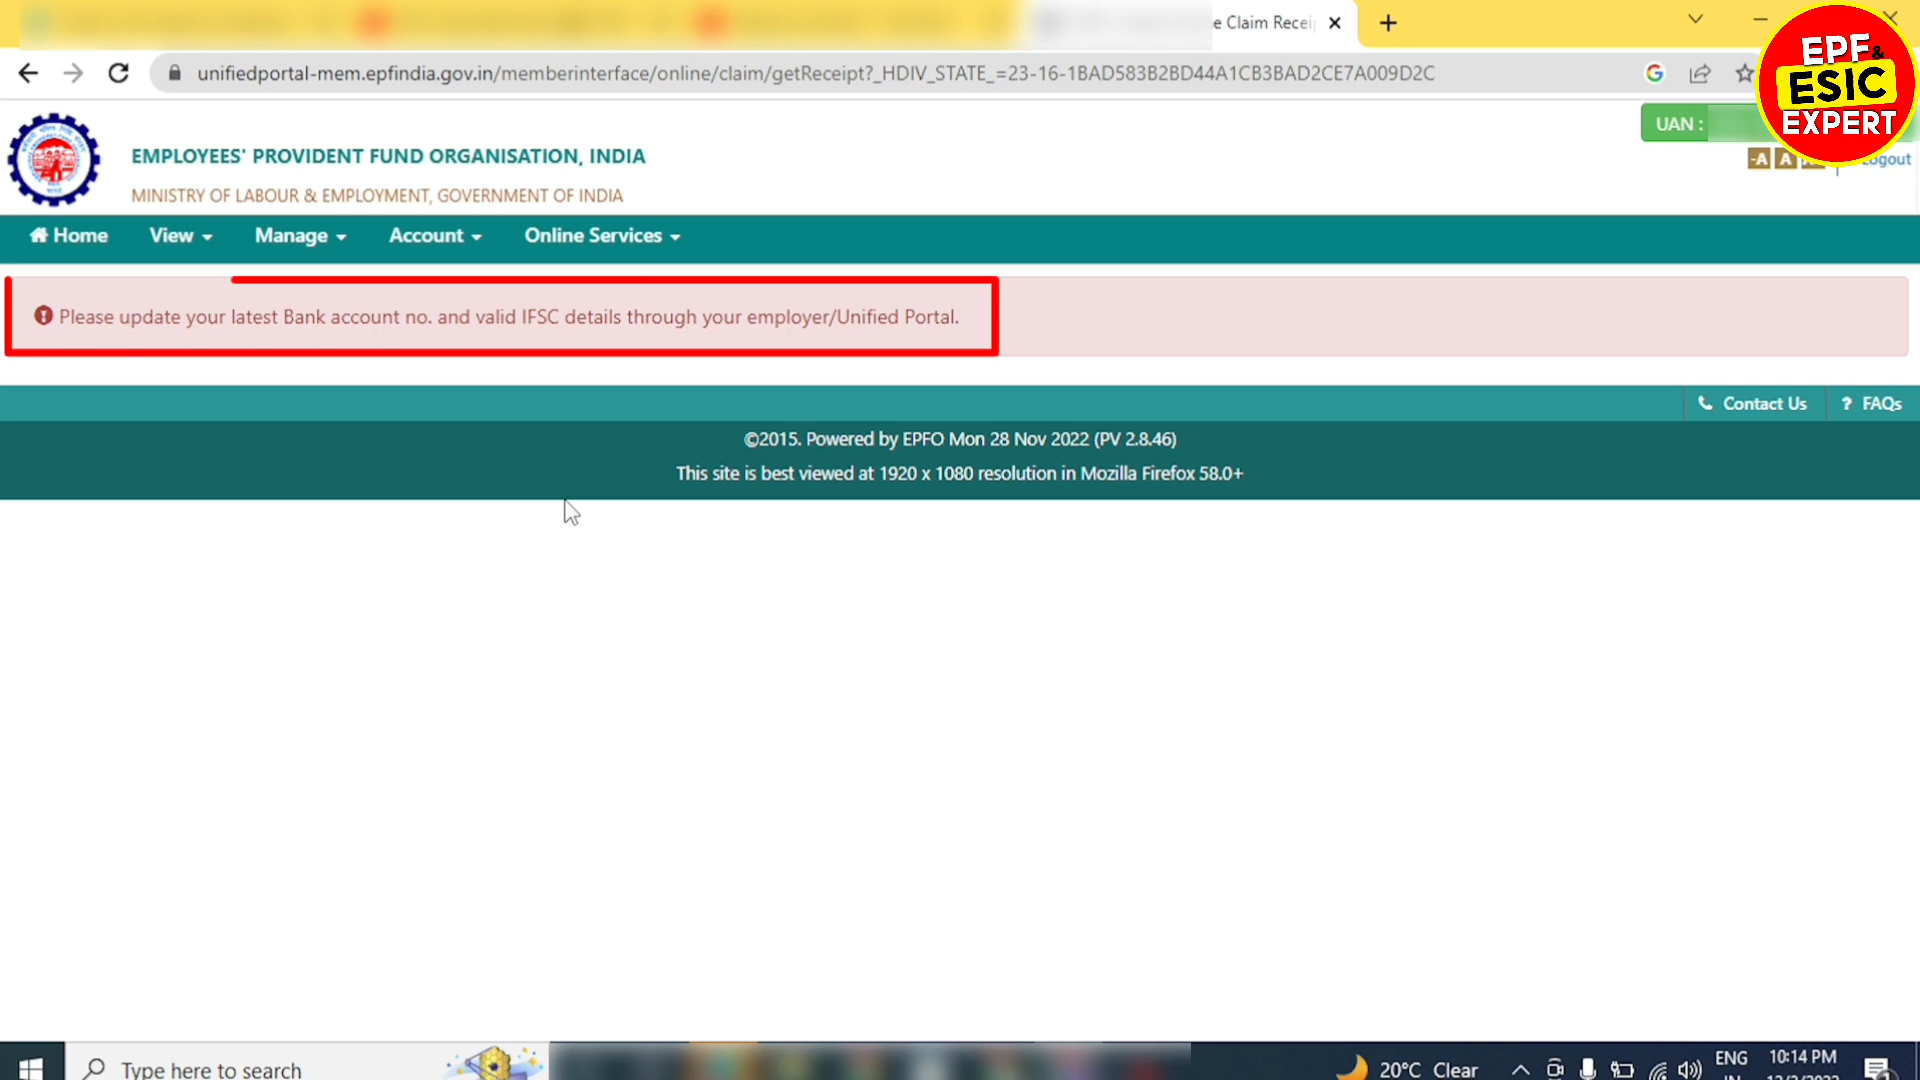 e Claim Recei
unifiedportal-mem.epfindia.gov.in/memberinterface/online/claim/getReceipt?_HDIV_STATE_=23-16-1BAD583B2BD44A1CB3BAD2CE7A009D2C
EPF &
ESIC
EXPERT
UAN :
EMPLOYEES' PROVIDENT FUND ORGANISATION, INDIA
-A A
Logout
MINISTRY OF LABOUR & EMPLOYMENT, GOVERNMENT OF INDIA
Home View Manage Account Online Services
Please update your latest Bank account no. and valid IFSC details through your employer/Unified Portal.
Contact Us ? FAQs
©2015. Powered by EPFO Mon 28 Nov 2022 (PV 2.8.46)
This site is best viewed at 1920 x 1080 resolution in Mozilla Firefox 58.0+
Type here to search
20°C Clear
ENG
10:14 PM